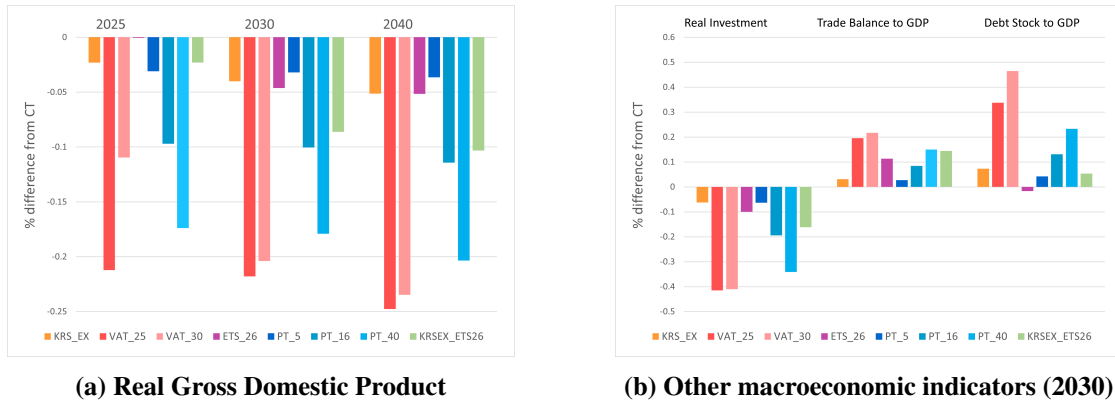 2025 2030 2040
0
-0.05
-0.1
-0.15
-0.2
-0.25
% difference from CT
KRS_EX VAT_25 VAT_30 ETS_26 PT_5 PT_16 PT_40 KRSEX_ETS26
(a) Real Gross Domestic Product
Real Investment Trade Balance to GDP Debt Stock to GDP
0.6
0.5
0.4
0.3
0.2
0.1
0
-0.1
-0.2
-0.3
-0.4
-0.5
% difference from CT
KRS_EX VAT_25 VAT_30 ETS_26 PT_5 PT_16 PT_40 KRSEX_ETS26
(b) Other macroeconomic indicators (2030)